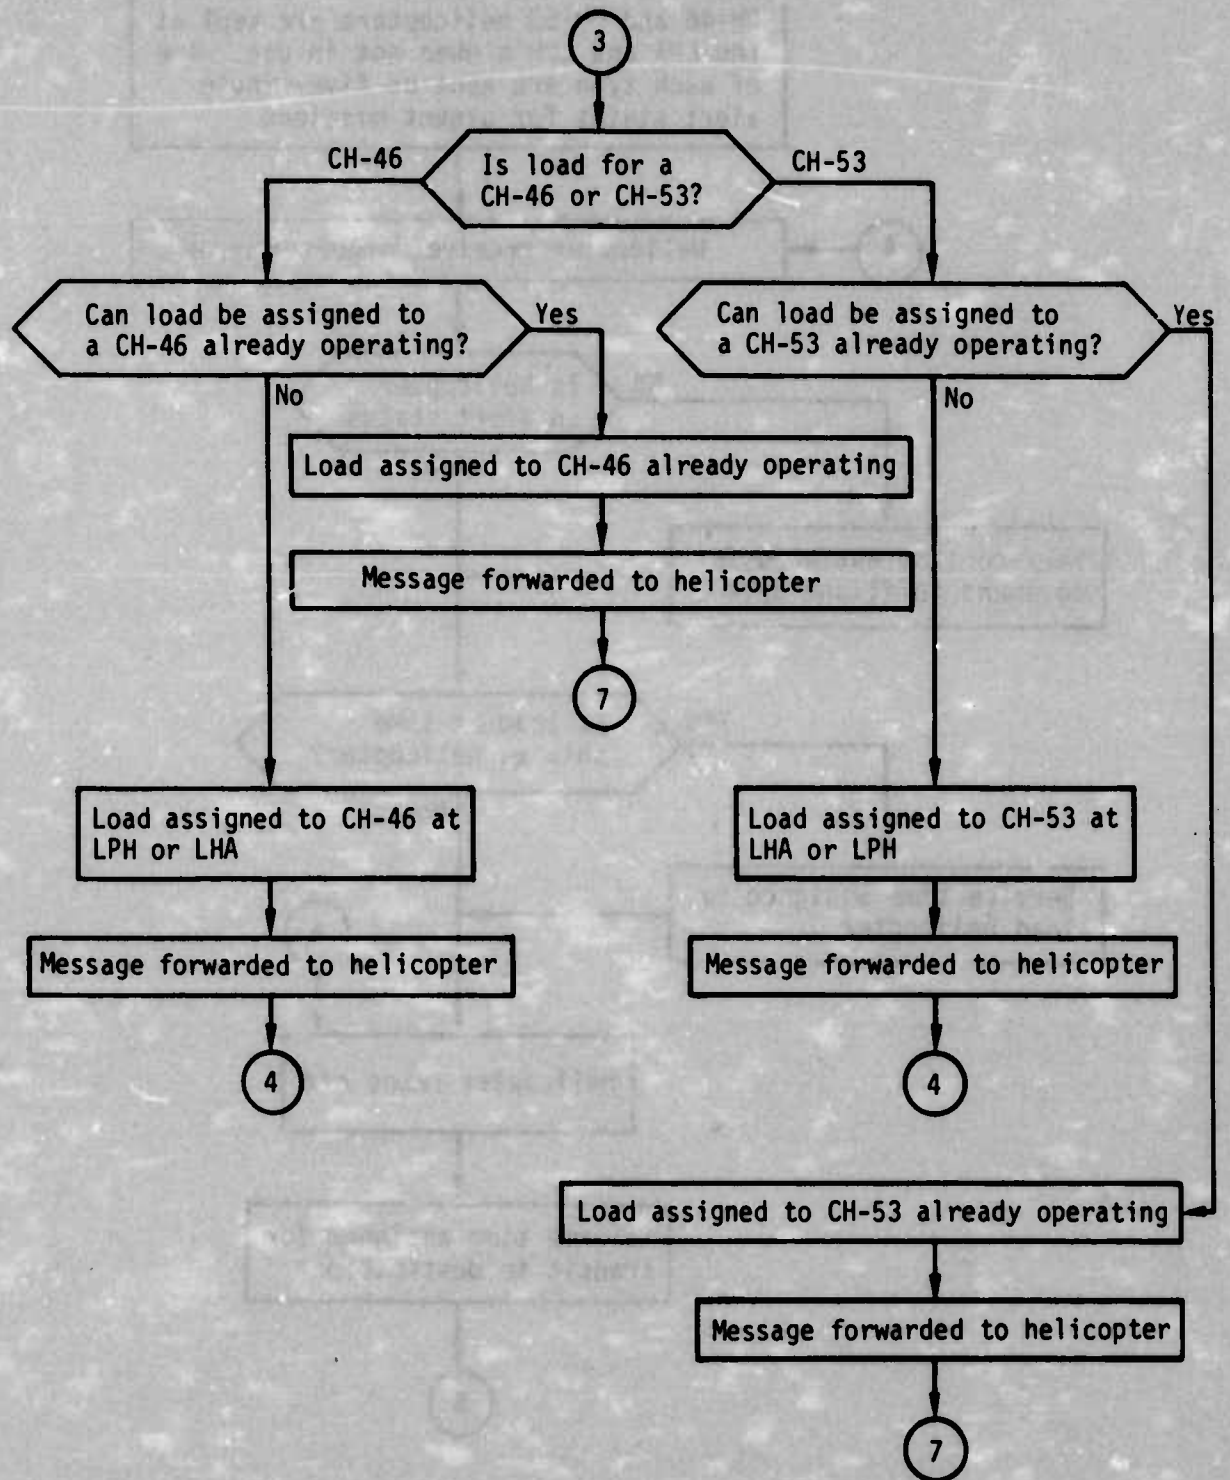 3
Is load for a
CH-46 or CH-53?
CH-46
CH-53
Can load be assigned to
a CH-46 already operating?
Yes
No
Can load be assigned to
a CH-53 already operating?
Yes
No
Load assigned to CH-46 already operating
Message forwarded to helicopter
7
Load assigned to CH-46 at
LPH or LHA
Message forwarded to helicopter
4
Load assigned to CH-53 at
LHA or LPH
Message forwarded to helicopter
4
Load assigned to CH-53 already operating
Message forwarded to helicopter
7